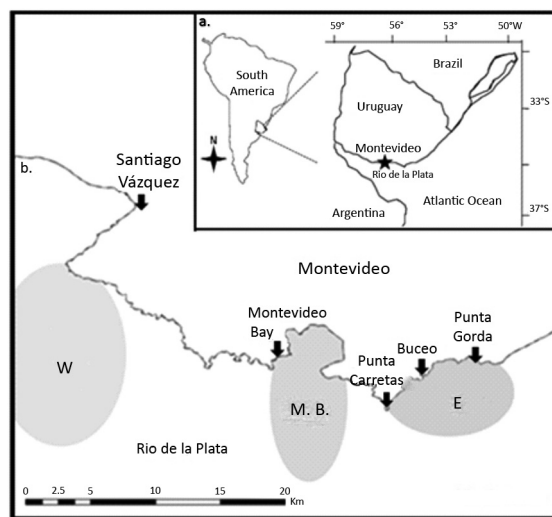 a.
59°
56°
53°
50°W
South
America
N
Brazil
Uruguay
33°S
Montevideo
Río de la Plata
Argentina
Atlantic Ocean
37°S
b.
Santiago
Vázquez
Montevideo
Montevideo
Bay
Punta
Carretas
Buceo
Punta
Gorda
W
M. B.
E
Rio de la Plata
0 2.5 5 10 15 20
Km